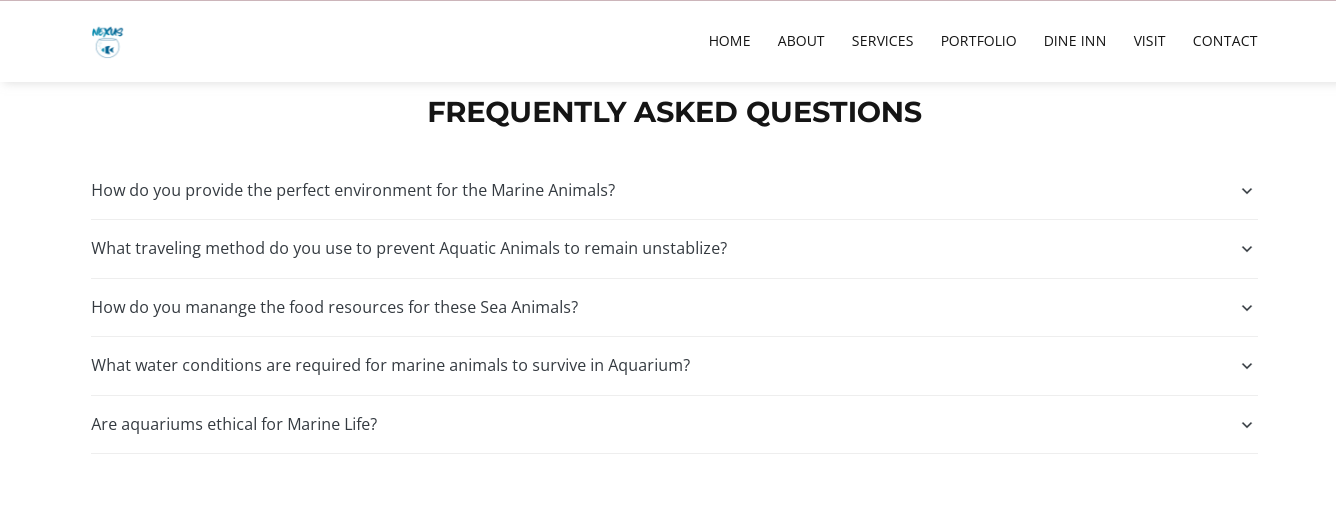 NEXUS
HOME ABOUT SERVICES PORTFOLIO DINE INN VISIT CONTACT
FREQUENTLY ASKED QUESTIONS
How do you provide the perfect environment for the Marine Animals?
What traveling method do you use to prevent Aquatic Animals to remain unstablize?
How do you manange the food resources for these Sea Animals?
What water conditions are required for marine animals to survive in Aquarium?
Are aquariums ethical for Marine Life?